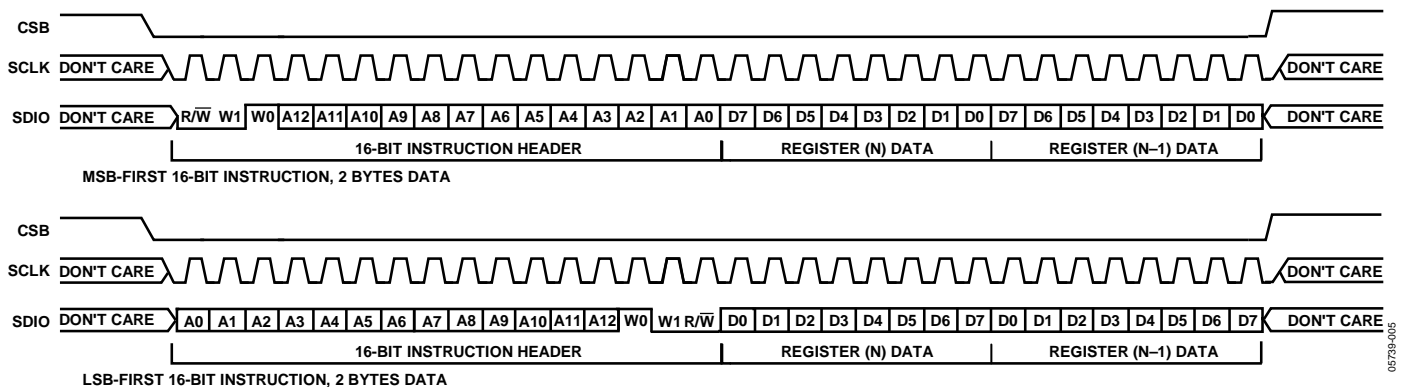 CSB
SCLK DON'T CARE DON'T CARE
SDIO DON'T CARE R/W̅ W1 W0 A12 A11 A10 A9 A8 A7 A6 A5 A4 A3 A2 A1 A0 D7 D6 D5 D4 D3 D2 D1 D0 D7 D6 D5 D4 D3 D2 D1 D0 DON'T CARE
16-BIT INSTRUCTION HEADER REGISTER (N) DATA REGISTER (N–1) DATA
MSB-FIRST 16-BIT INSTRUCTION, 2 BYTES DATA
CSB
SCLK DON'T CARE DON'T CARE
SDIO DON'T CARE A0 A1 A2 A3 A4 A5 A6 A7 A8 A9 A10 A11 A12 W0 W1 R/W̅ D0 D1 D2 D3 D4 D5 D6 D7 D0 D1 D2 D3 D4 D5 D6 D7 DON'T CARE
16-BIT INSTRUCTION HEADER REGISTER (N) DATA REGISTER (N–1) DATA
LSB-FIRST 16-BIT INSTRUCTION, 2 BYTES DATA
05739-005